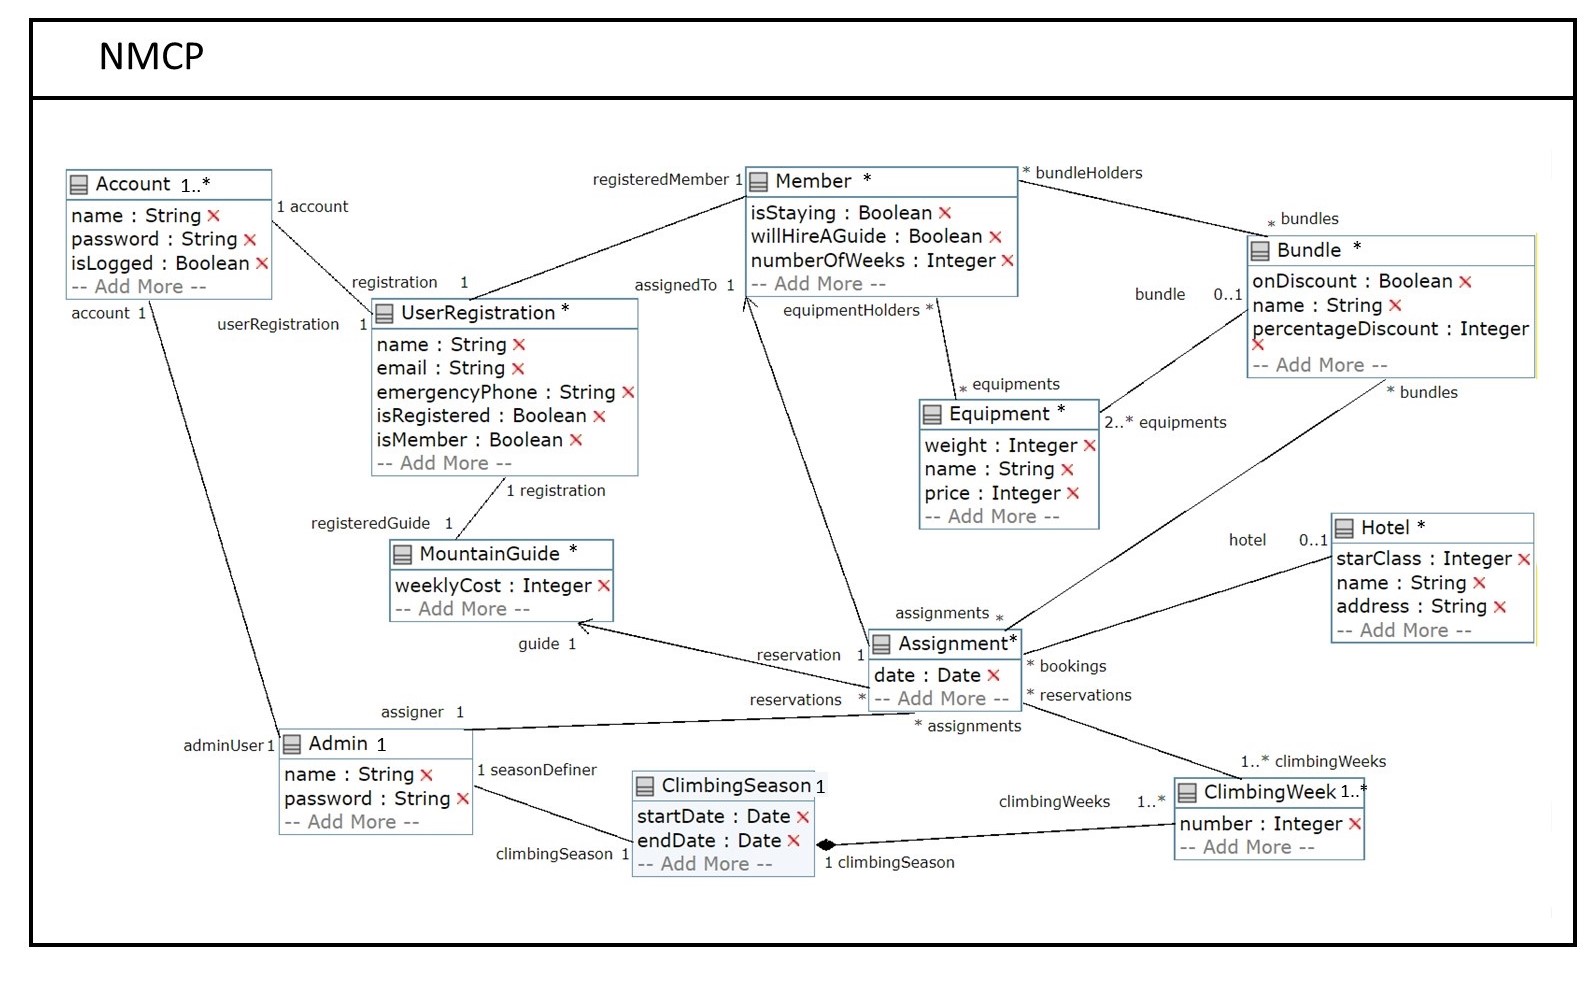 NMCP
Account 1..*
name : String
password : String
isLogged : Boolean
-- Add More --
1 account
account 1
registration 1
userRegistration 1
UserRegistration *
name : String
email : String
emergencyPhone : String
isRegistered : Boolean
isMember : Boolean
-- Add More --
1 registration
registeredGuide 1
MountainGuide *
weeklyCost : Integer
-- Add More --
guide 1
registeredMember 1
Member *
isStaying : Boolean
willHireAGuide : Boolean
numberOfWeeks : Integer
-- Add More --
assignedTo 1
equipmentHolders *
* bundleHolders
* bundles
Bundle *
onDiscount : Boolean
name : String
percentageDiscount : Integer
-- Add More --
bundle 0..1
* equipments
Equipment *
weight : Integer
name : String
price : Integer
-- Add More --
2..* equipments
* bundles
Hotel *
starClass : Integer
name : String
address : String
-- Add More --
hotel 0..1
assignments *
Assignment*
date : Date
-- Add More --
reservation 1
reservations *
* bookings
* reservations
* assignments
assigner 1
adminUser 1
Admin 1
name : String
password : String
-- Add More --
1 seasonDefiner
climbingSeason 1
ClimbingSeason 1
startDate : Date
endDate : Date
-- Add More --
1 climbingSeason
climbingWeeks 1..*
1..* climbingWeeks
ClimbingWeek 1..*
number : Integer
-- Add More --